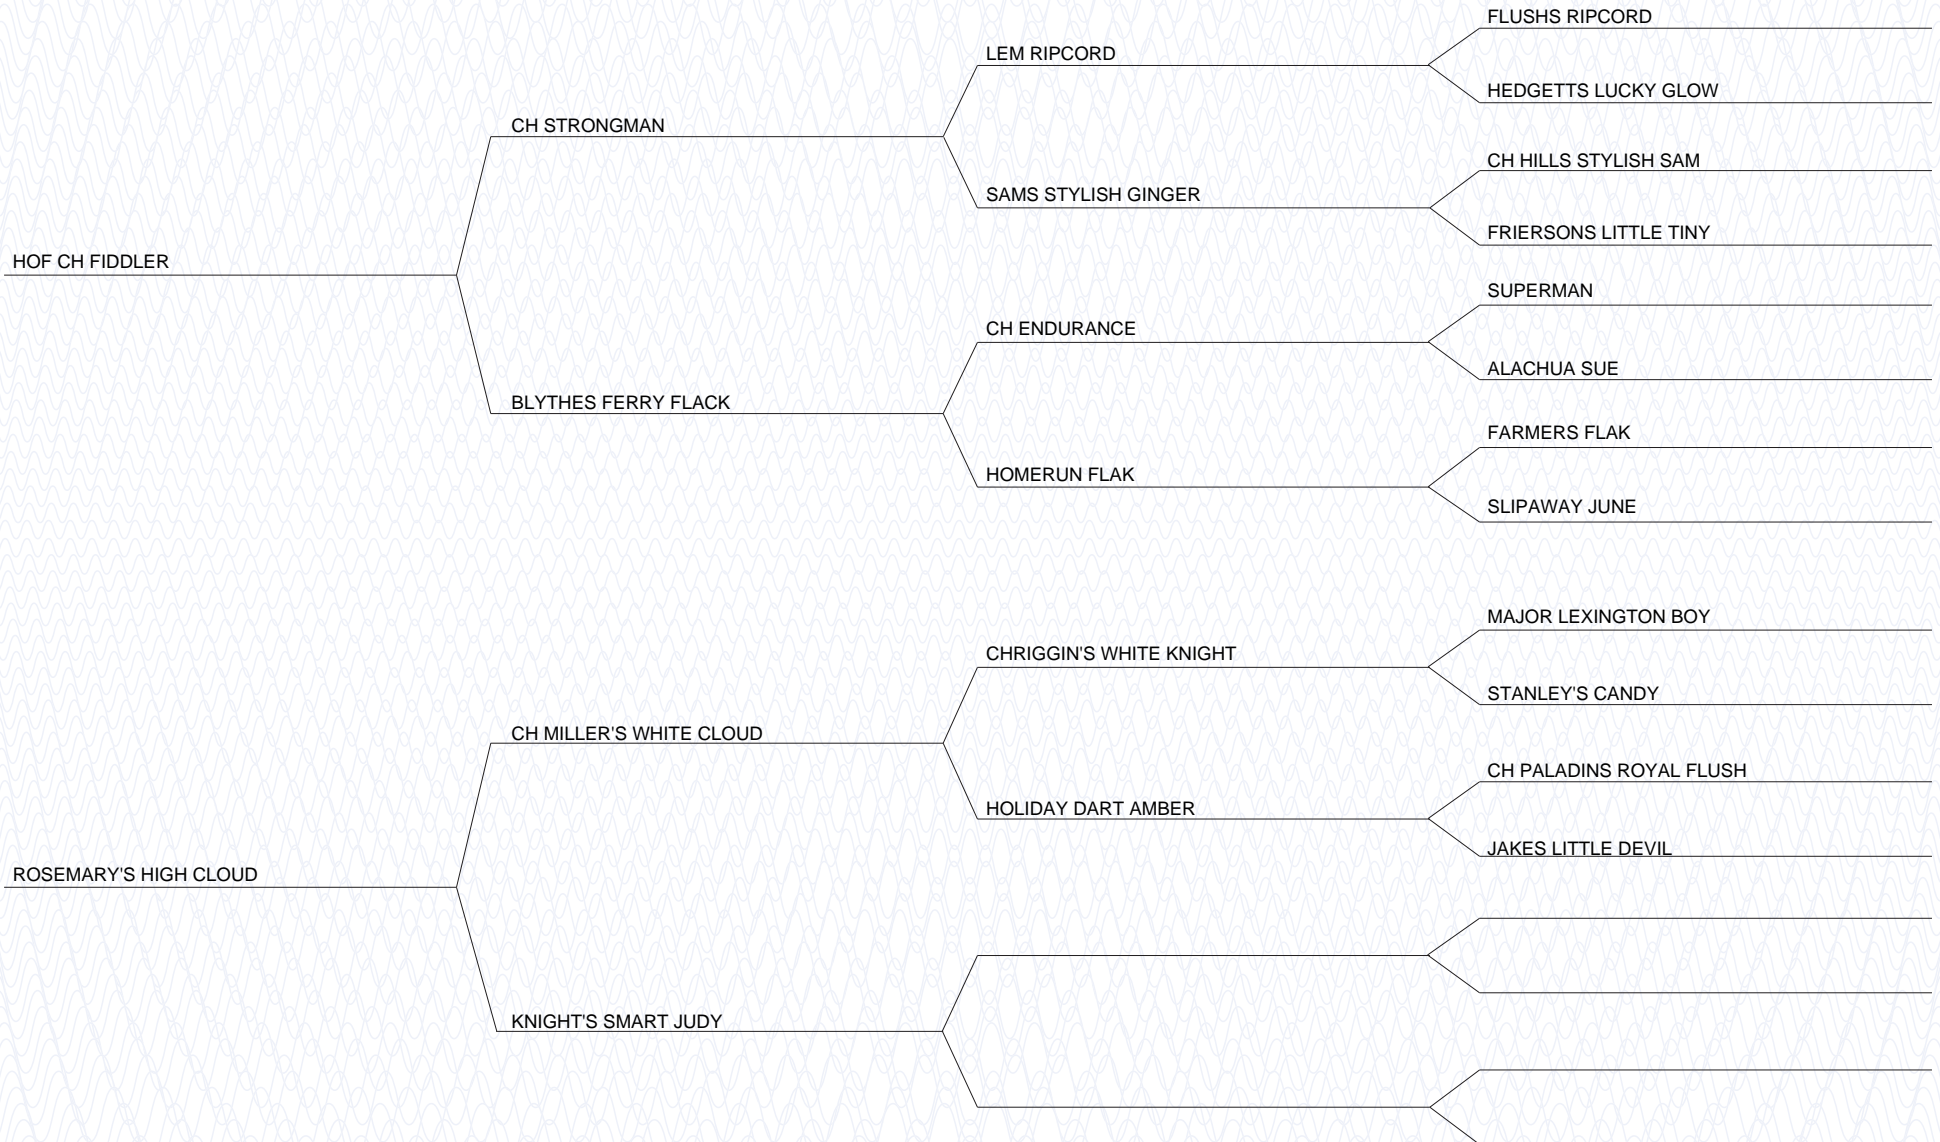 FLUSHS RIPCORD
LEM RIPCORD
HEDGETTS LUCKY GLOW
CH STRONGMAN
CH HILLS STYLISH SAM
SAMS STYLISH GINGER
FRIERSONS LITTLE TINY
HOF CH FIDDLER
SUPERMAN
CH ENDURANCE
ALACHUA SUE
BLYTHES FERRY FLACK
FARMERS FLAK
HOMERUN FLAK
SLIPAWAY JUNE
MAJOR LEXINGTON BOY
CHRIGGIN'S WHITE KNIGHT
STANLEY'S CANDY
CH MILLER'S WHITE CLOUD
CH PALADINS ROYAL FLUSH
HOLIDAY DART AMBER
JAKES LITTLE DEVIL
ROSEMARY'S HIGH CLOUD
KNIGHT'S SMART JUDY